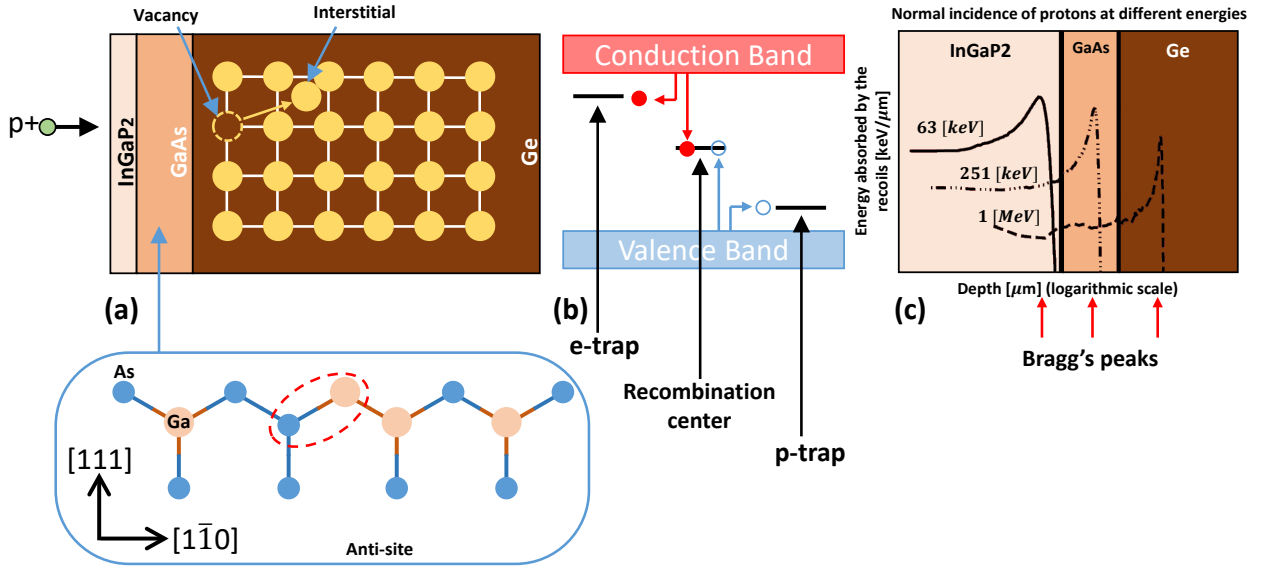 Vacancy
Interstitial
p+
InGaP2
GaAs
Ge
(a)
As
Ga
[111]
[11̅0]
Anti-site
Conduction Band
Valence Band
(b)
e-trap
Recombination
center
p-trap
Normal incidence of protons at different energies
InGaP2
GaAs
Ge
Energy absorbed by the
recoils [keV/μm]
63 [keV]
251 [keV]
1 [MeV]
(c)
Depth [μm] (logarithmic scale)
Bragg's peaks